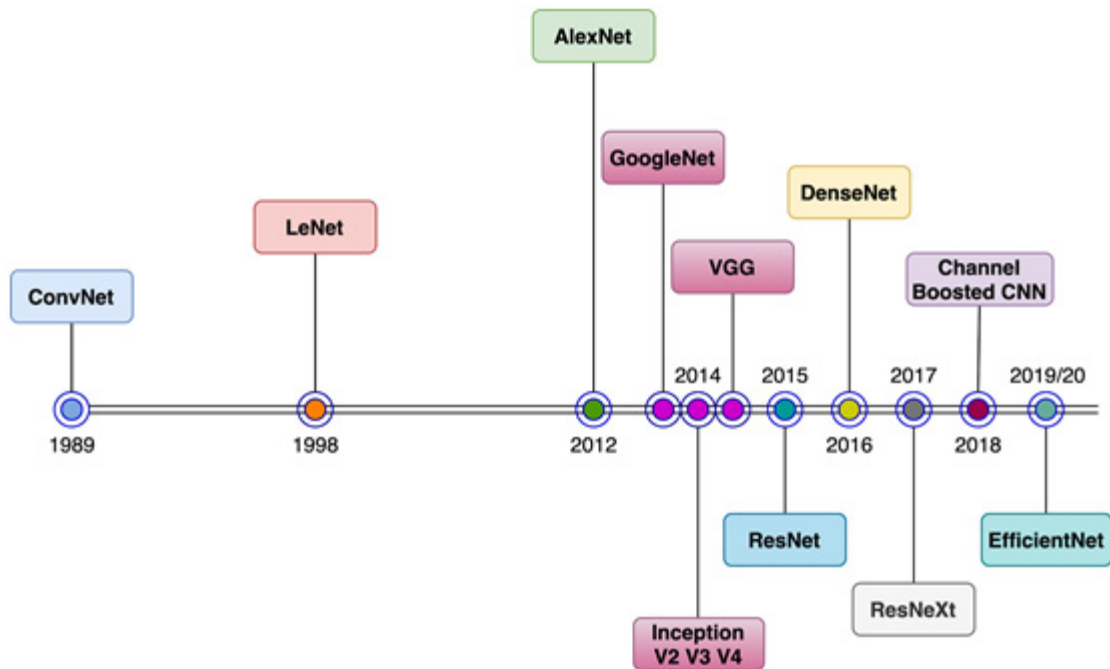 AlexNet
GoogleNet
DenseNet
LeNet
VGG
Channel
Boosted CNN
ConvNet
2014
2015
2017
2019/20
1989
1998
2012
2016
2018
ResNet
EfficientNet
ResNeXt
Inception
V2 V3 V4